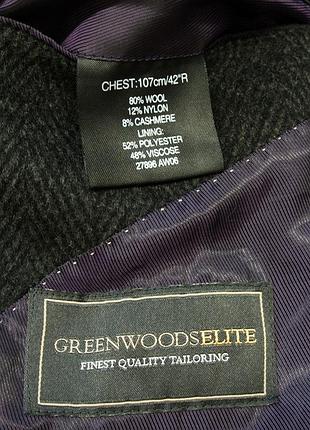 CHEST:107cm/42"R
80% WOOL
12% NYLON
8% CASHMERE
LINING:
52% POLYESTER
48% VISCOSE
27896 AW06
GREENWOODSELITE
FINEST QUALITY TAILORING